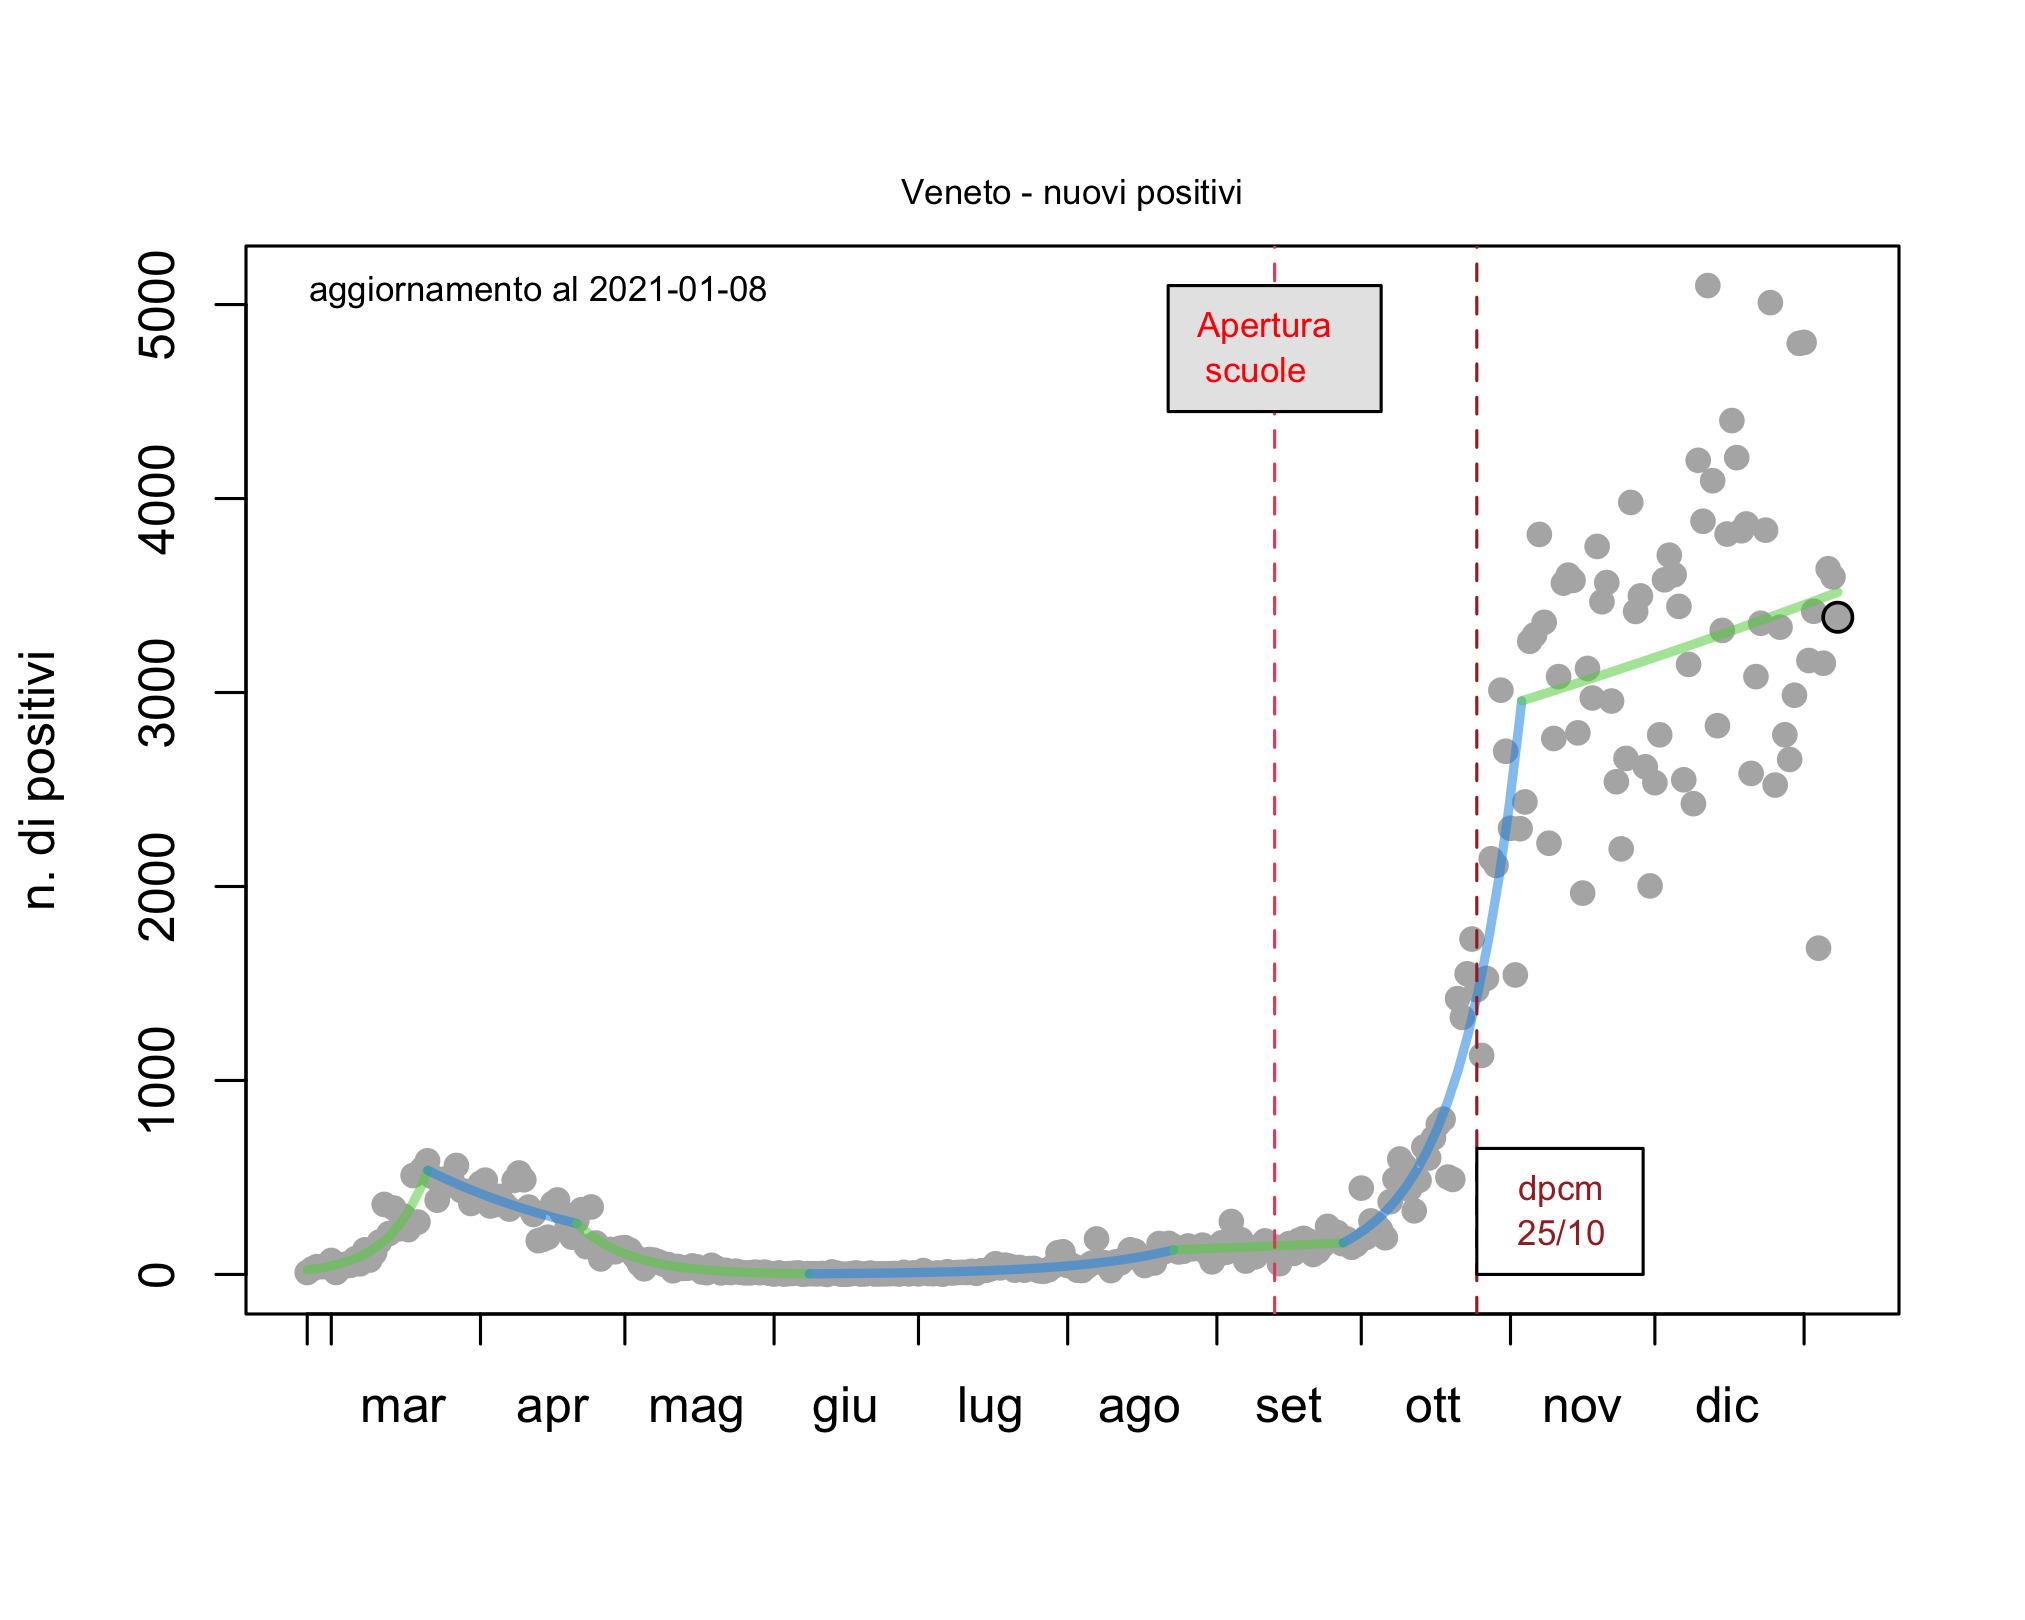 Veneto - nuovi positivi
aggiornamento al 2021-01-08
Apertura
scuole
dpcm
25/10
n. di positivi
5000
4000
3000
2000
1000
0
mar apr mag giu lug ago set ott nov dic